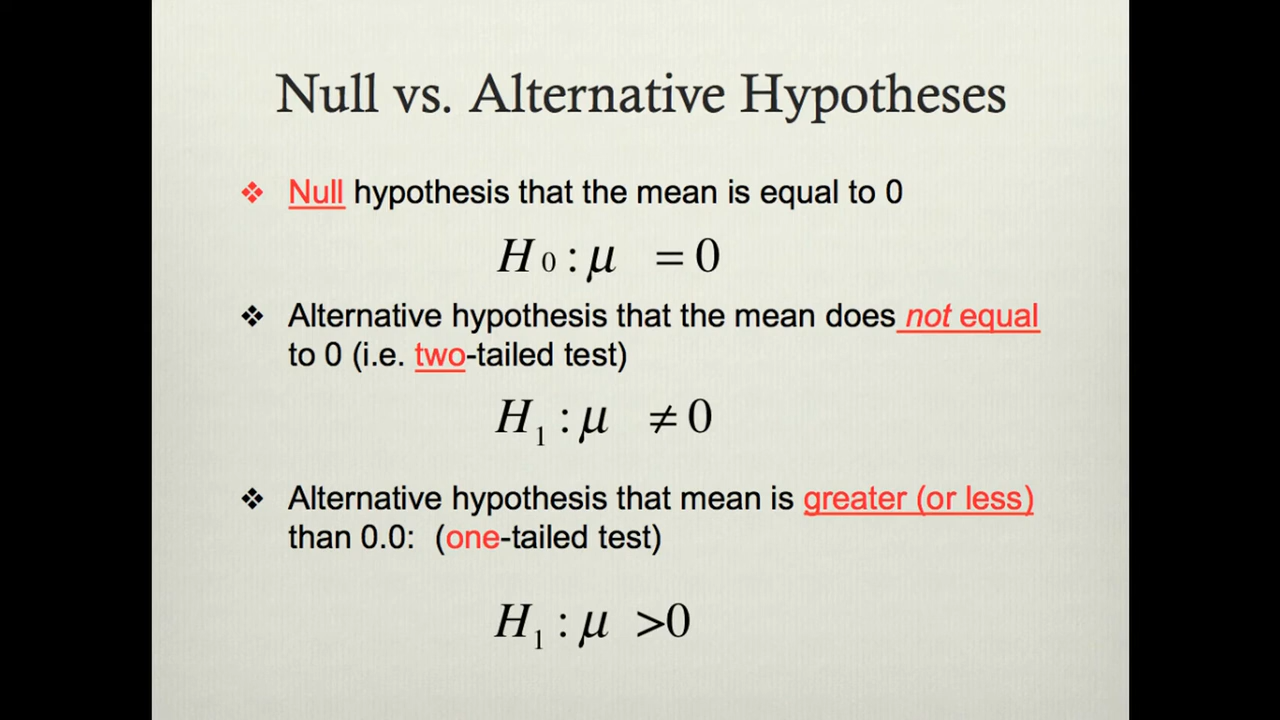 Null vs. Alternative Hypotheses
❖ Null hypothesis that the mean is equal to 0
H₀ : μ = 0
❖ Alternative hypothesis that the mean does not equal
to 0 (i.e. two-tailed test)
H₁ : μ ≠ 0
❖ Alternative hypothesis that mean is greater (or less)
than 0.0: (one-tailed test)
H₁ : μ >0